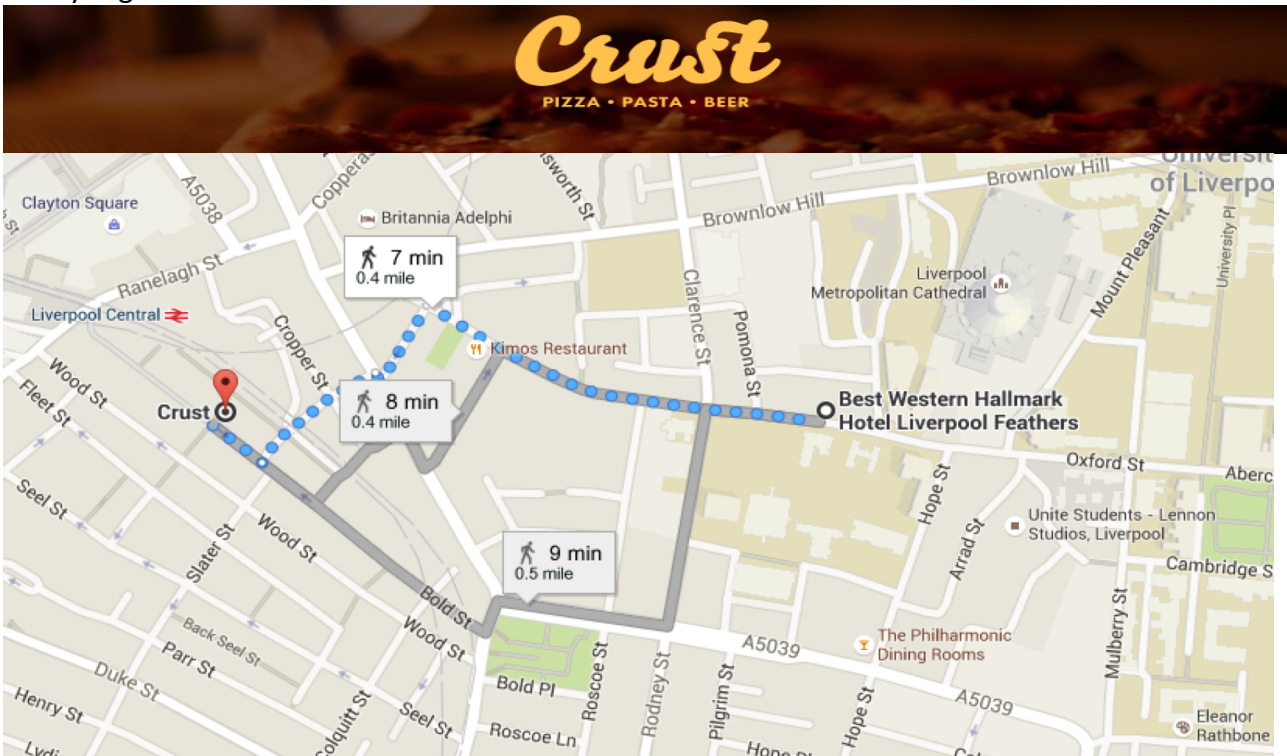 Crust
PIZZA • PASTA • BEER
Clayton Square
A5038
Britannia Adelphi
Brownlow Hill
Brownlow Hill
of Liverpo
Mount Pleasant
University Pl
7 min
0.4 mile
Ranelagh St
Clarence St
Liverpool
Metropolitan Cathedral
Liverpool Central
Cropper St
Kimos Restaurant
Pomona St
Wood St
Fleet St
Crust
8 min
0.4 mile
Best Western Hallmark
Hotel Liverpool Feathers
Oxford St
Aberc
Seel St
Slater St
Wood St
Hope St
Arrad St
Unite Students - Lennon
Studios, Liverpool
9 min
0.5 mile
Cambridge S
Bold St
Wood St
Mulberry St
Back Seel St
Parr St
Duke St
A5039
The Philharmonic
Dining Rooms
Henry St
Colquitt St
Seel St
Bold Pl
Roscoe St
Rodney St
Pilgrim St
Hope St
A5039
Roscoe Ln
Eleanor
Rathbone